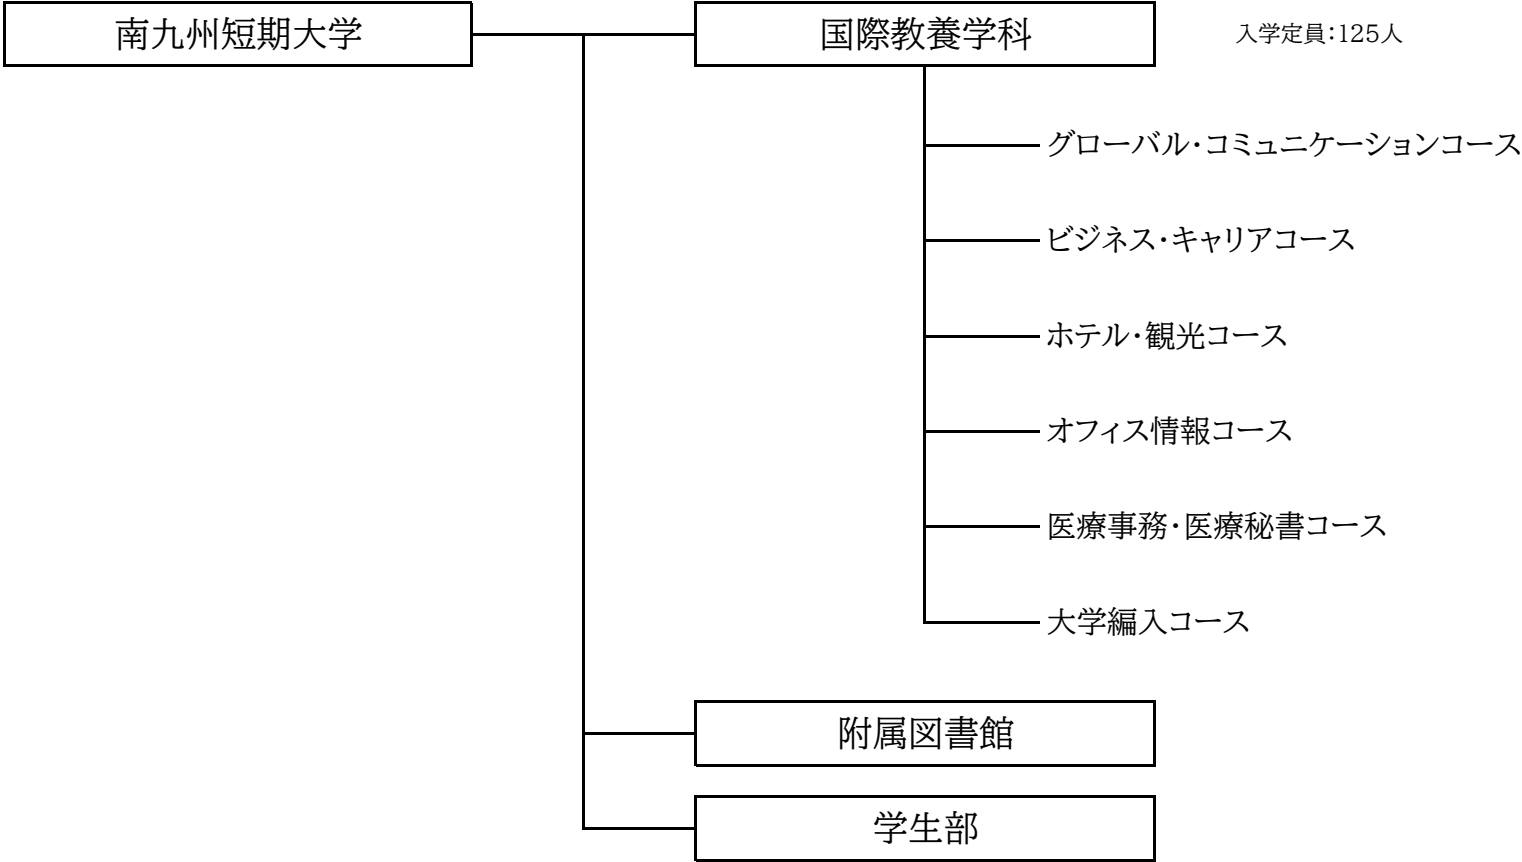 南九州短期大学
国際教養学科
入学定員：125人
グローバル・コミュニケーションコース
ビジネス・キャリアコース
ホテル・観光コース
オフィス情報コース
医療事務・医療秘書コース
大学編入コース
附属図書館
学生部